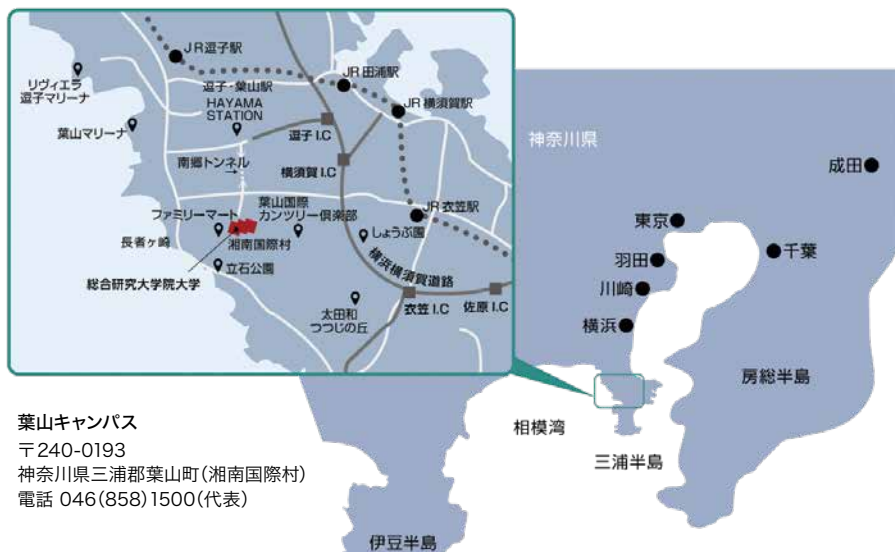 JR逗子駅
リヴィエラ
逗子マリーナ
逗子・葉山駅
HAYAMA
STATION
JR田浦駅
JR横須賀駅
葉山マリーナ
逗子I.C
南郷トンネル
横須賀I.C
葉山国際
カンツリー倶楽部
JR衣笠駅
ファミリーマート
しょうぶ園
長者ヶ崎
湘南国際村
立石公園
総合研究大学院大学
横浜横須賀道路
太田和
つつじの丘
衣笠I.C
佐原I.C
神奈川県
成田
東京
千葉
羽田
川崎
横浜
房総半島
相模湾
三浦半島
伊豆半島
葉山キャンパス
〒240-0193
神奈川県三浦郡葉山町(湘南国際村)
電話 046(858)1500(代表)